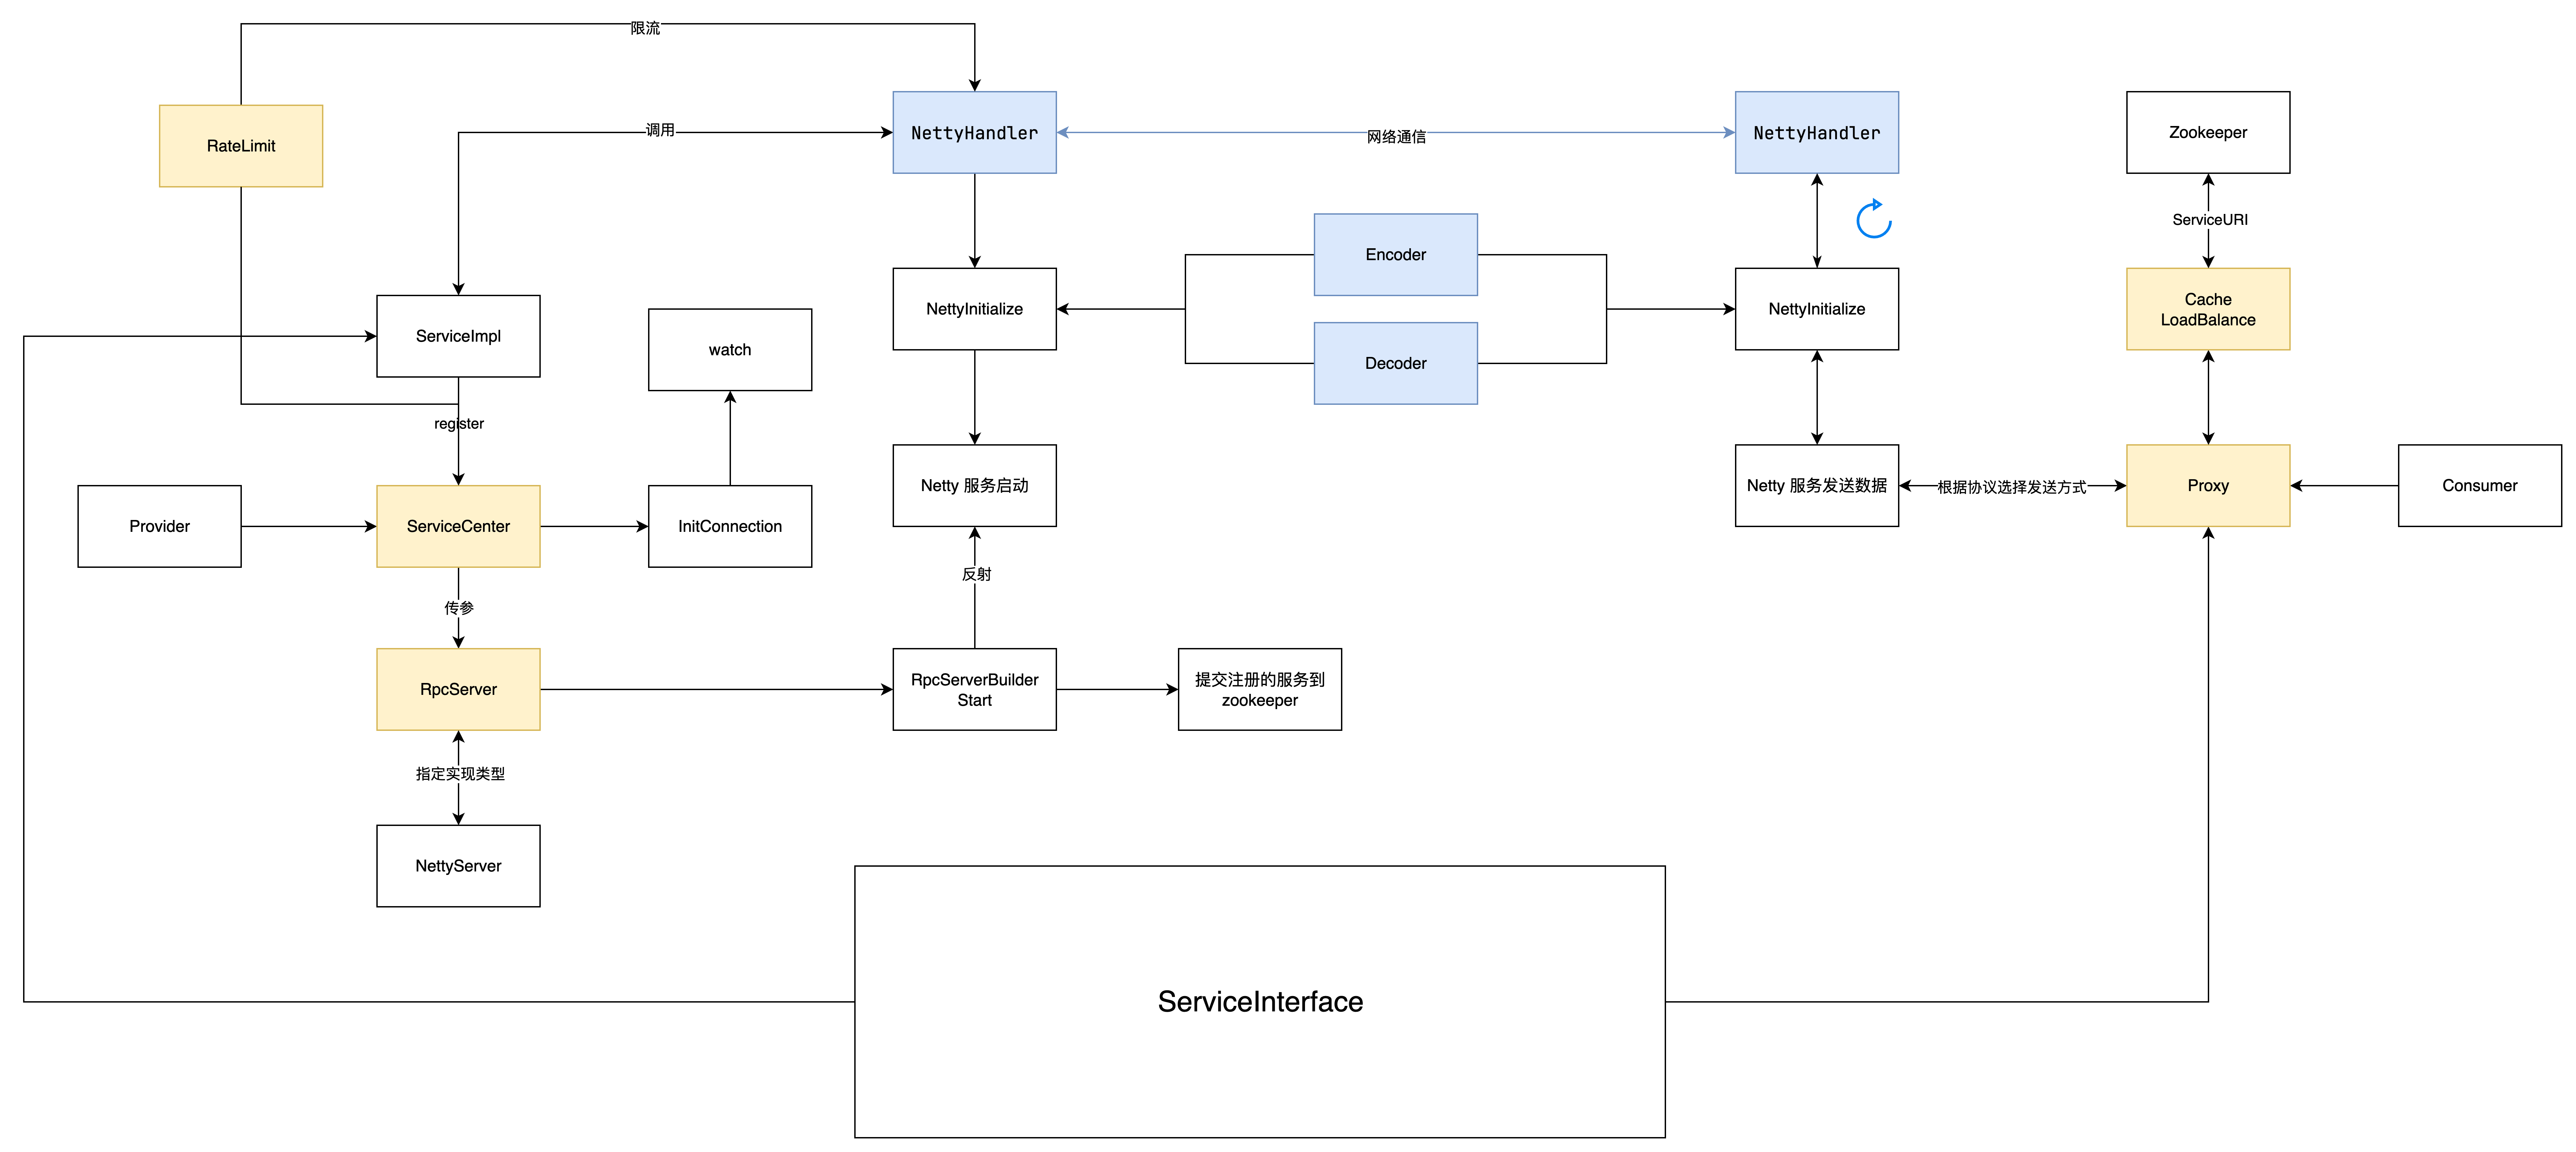 限流
RateLimit
调用
NettyHandler
网络通信
NettyHandler
Zookeeper
ServiceURI
Encoder
ServiceImpl
watch
NettyInitialize
Decoder
NettyInitialize
Cache
LoadBalance
register
Provider
ServiceCenter
InitConnection
Netty 服务启动
Netty 服务发送数据
根据协议选择发送方式
Proxy
Consumer
传参
反射
RpcServer
RpcServerBuilder
Start
提交注册的服务到
zookeeper
指定实现类型
NettyServer
ServiceInterface